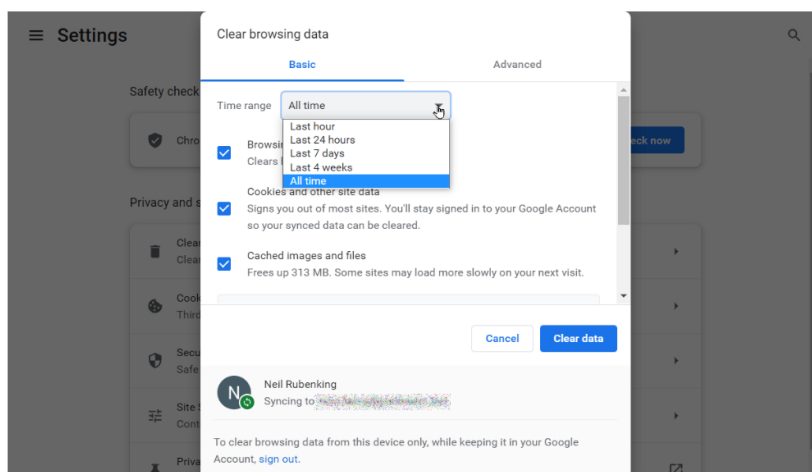 Settings
Clear browsing data
Basic
Advanced
Safety check
Time range
All time
Last hour
Last 24 hours
Last 7 days
Last 4 weeks
All time
Chro
eck now
Browsi
Clears
Cookies and other site data
Signs you out of most sites. You'll stay signed in to your Google Account
so your synced data can be cleared.
Privacy and s
Clea
Clea
Cached images and files
Frees up 313 MB. Some sites may load more slowly on your next visit.
Cook
Third
Cancel
Clear data
Secu
Safe
N
Neil Rubenking
Syncing to
Site S
Cont
To clear browsing data from this device only, while keeping it in your Google
Account, sign out.
Priva